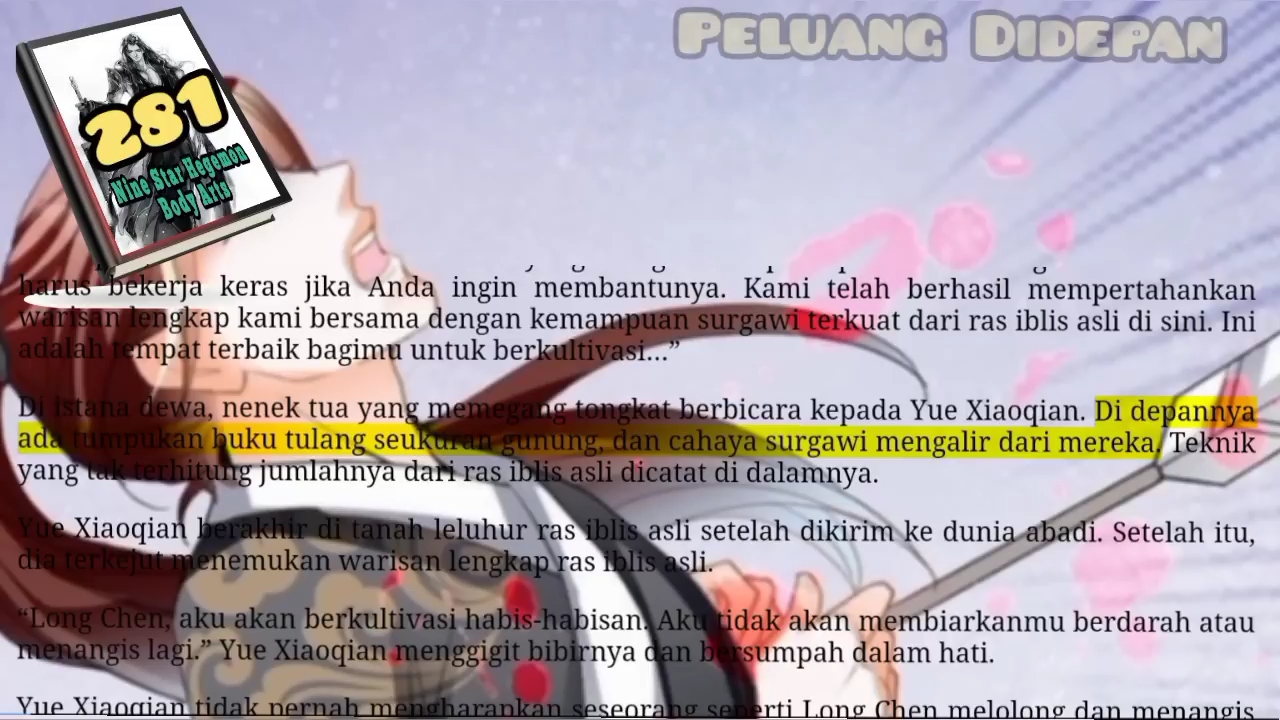 PELUANG DIDEPAN
281
Nine Star Hegemon
Body Arts
harus bekerja keras jika Anda ingin membantunya. Kami telah berhasil mempertahankan
warisan lengkap kami bersama dengan kemampuan surgawi terkuat dari ras iblis asli di sini. Ini
adalah tempat terbaik bagimu untuk berkultivasi…”
Di istana dewa, nenek tua yang memegang tongkat berbicara kepada Yue Xiaoqian. Di depannya
ada tumpukan buku tulang seukuran gunung, dan cahaya surgawi mengalir dari mereka. Teknik
yang tak terhitung jumlahnya dari ras iblis asli dicatat di dalamnya.
Yue Xiaoqian berakhir di tanah leluhur ras iblis asli setelah dikirim ke dunia abadi. Setelah itu,
dia terkejut menemukan warisan lengkap ras iblis asli.
“Long Chen, aku akan berkultivasi habis-habisan. Aku tidak akan membiarkanmu berdarah atau
menangis lagi.” Yue Xiaoqian menggigit bibirnya dan bersumpah dalam hati.
Yue Xiaoqian tidak pernah mengharapkan seseorang seperti Long Chen melolong dan menangis